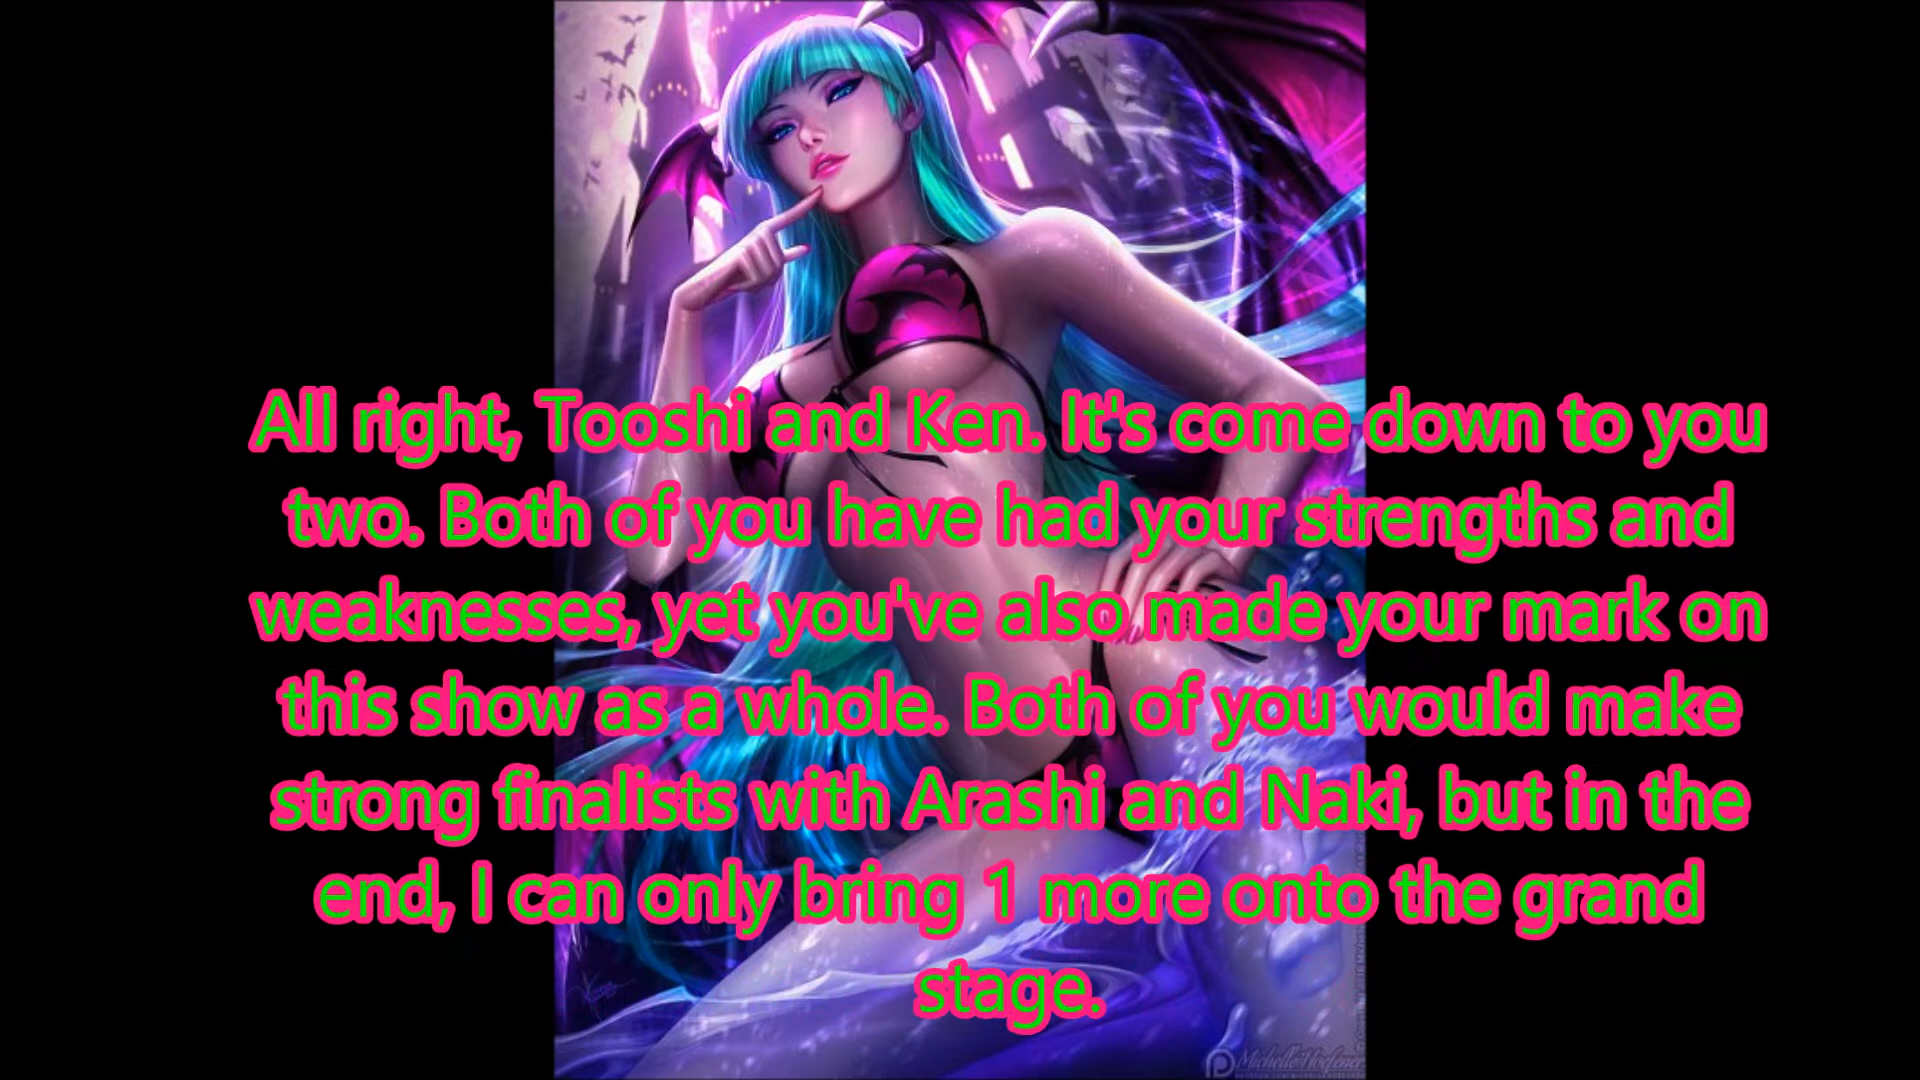 All right, Tooshi and Ken. It's come down to you
two. Both of you have had your strengths and
weaknesses, yet you've also made your mark on
this show as a whole. Both of you would make
strong finalists with Arashi and Naki, but in the
end, I can only bring 1 more onto the grand
stage.
Michelle Hoefener